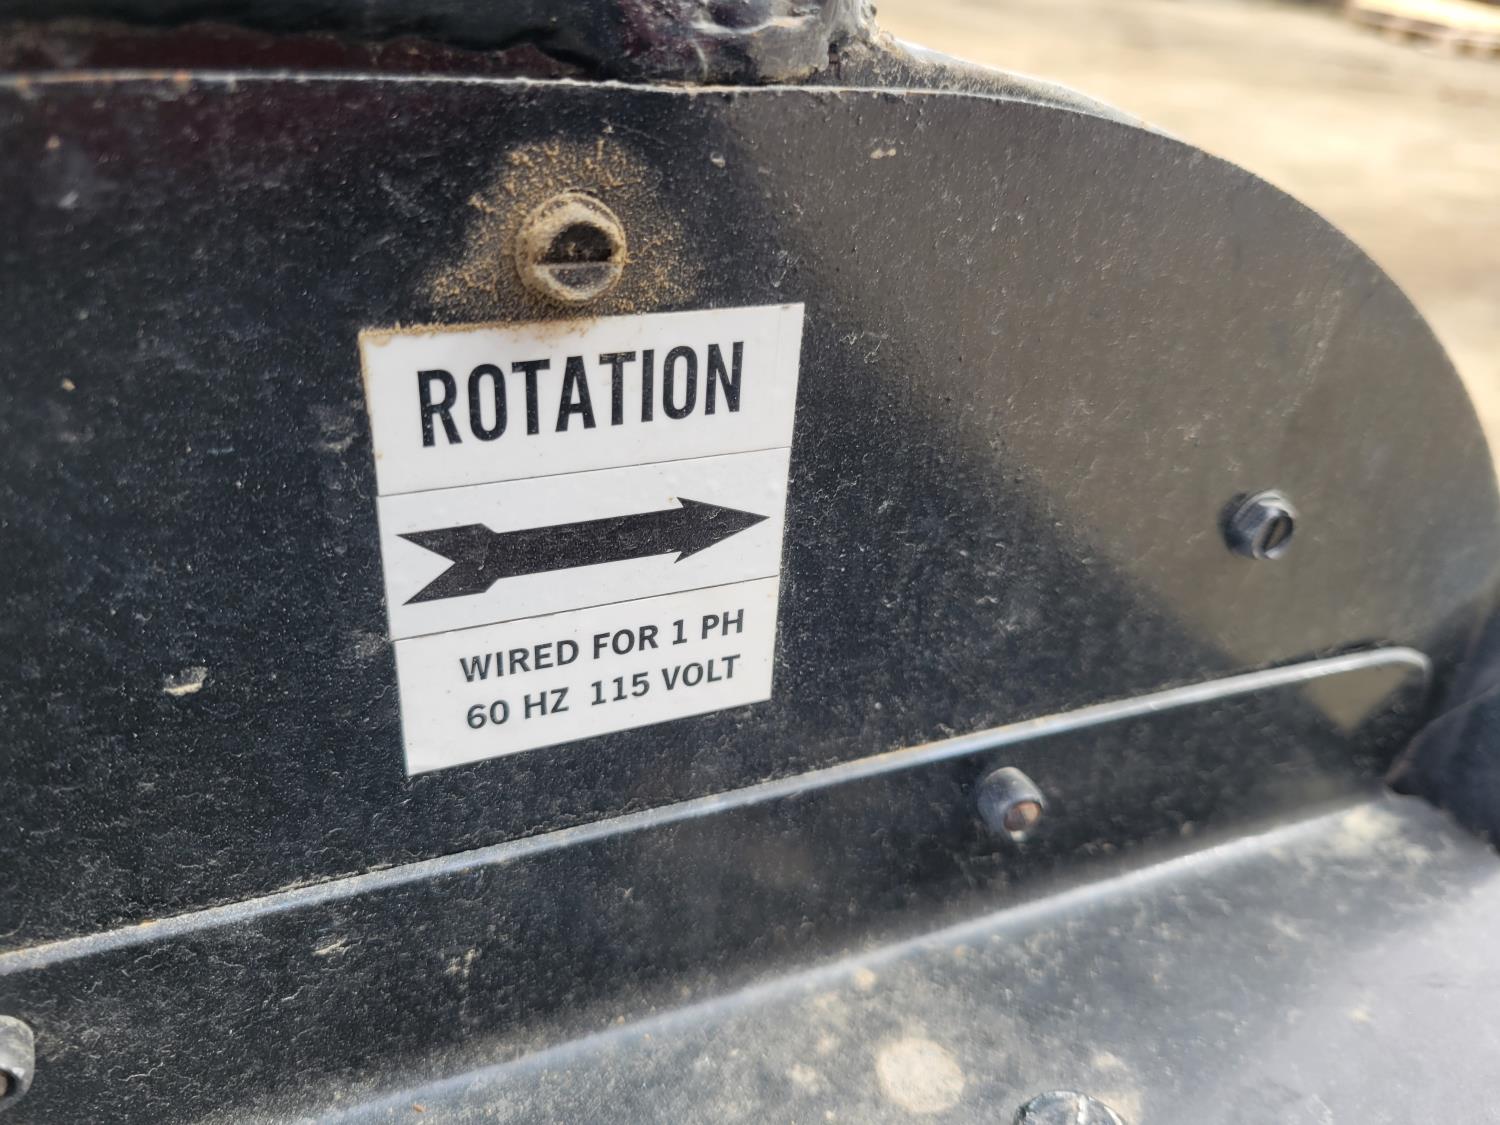 ROTATION
WIRED FOR 1 PH
60 HZ 115 VOLT